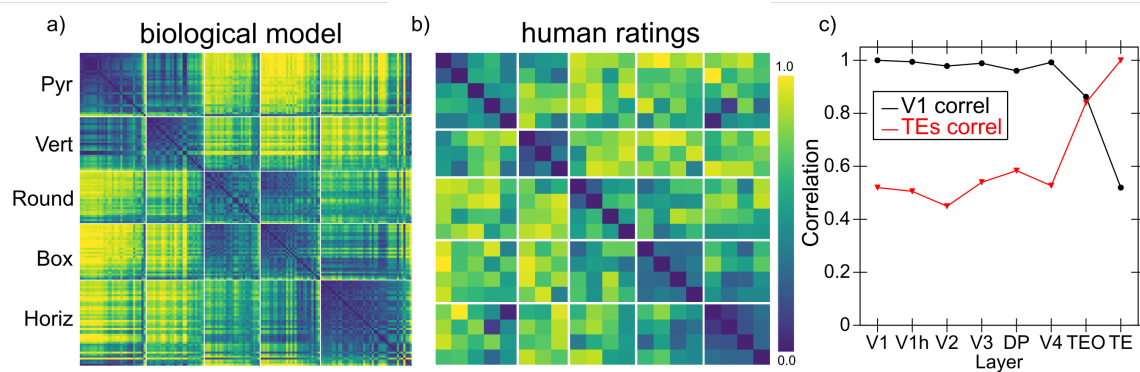 a)
biological model
Pyr
Vert
Round
Box
Horiz
b)
human ratings
1.0
0.0
c)
1
0.8
0.6
0.4
0.2
0
Correlation
V1 correl
TEs correl
V1 V1h V2 V3 DP V4 TEO TE
Layer